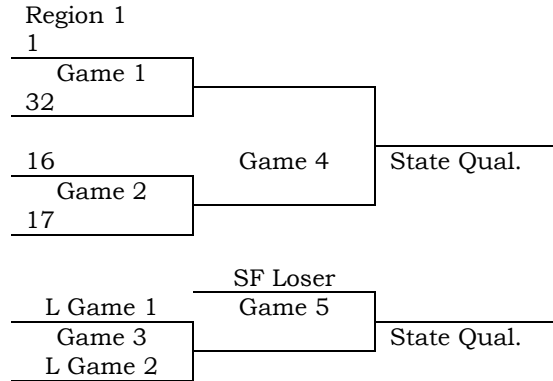 Region 1
1
Game 1
32
16
Game 4
State Qual.
Game 2
17
SF Loser
L Game 1
Game 5
Game 3
State Qual.
L Game 2